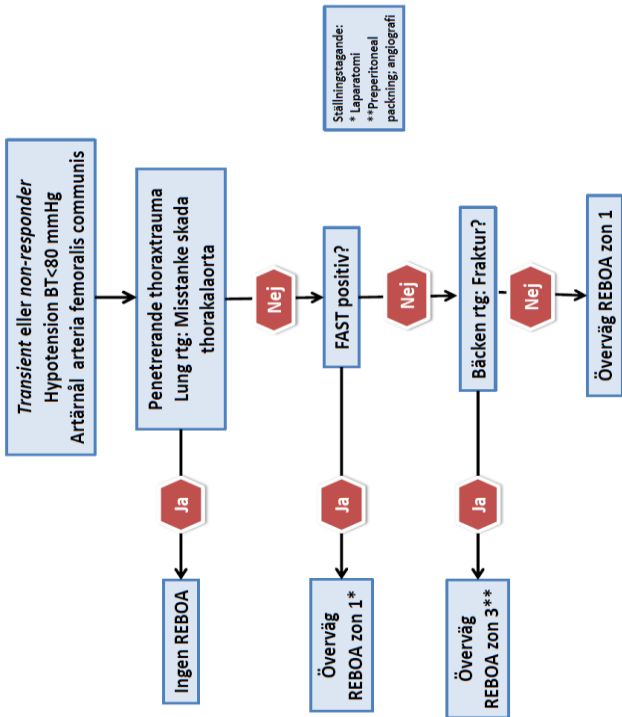 Transient eller non-responder
Hypotension BT<80 mmHg
Artärnål arteria femoralis communis
Penetrerande thoraxtrauma
Lung rtg: Misstanke skada
thorakalaorta
Ja
Ingen REBOA
Nej
FAST positiv?
Ja
Överväg
REBOA zon 1*
Nej
Bäcken rtg: Fraktur?
Ja
Överväg
REBOA zon 3**
Nej
Överväg REBOA zon 1
Ställningstagande:
* Laparatomi
**Preperitoneal
packning; angiografi